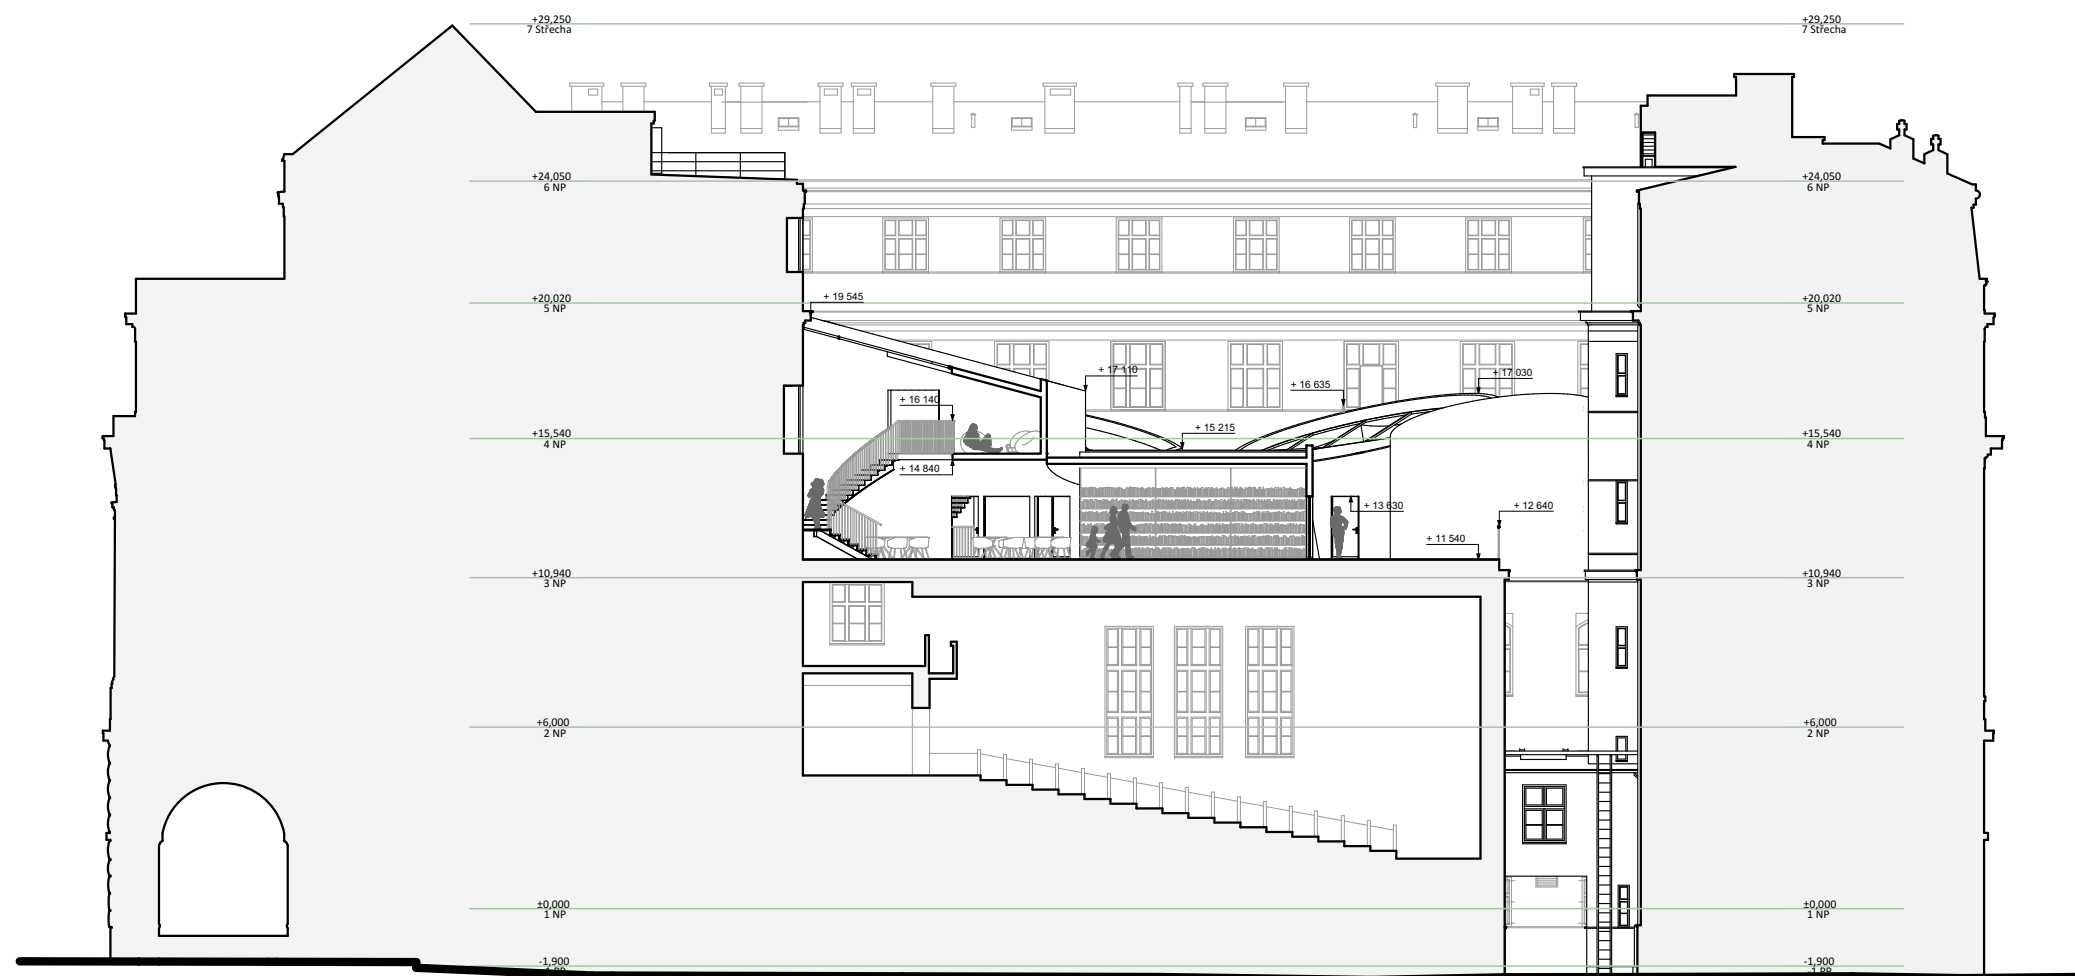 +29,250
7 Střecha
+29,250
7 Střecha
+24,050
6 NP
+24,050
6 NP
+ 19 545
+20,020
5 NP
+20,020
5 NP
+ 17 110
+ 17 030
+ 16 635
+ 16 140
+ 15 215
+15,540
4 NP
+15,540
4 NP
+ 14 840
+ 13 630
+ 12 640
+ 11 540
+10,940
3 NP
+10,940
3 NP
+6,000
2 NP
+6,000
2 NP
±0,000
1 NP
±0,000
1 NP
-1,900
-1 PP
-1,900
-1 PP